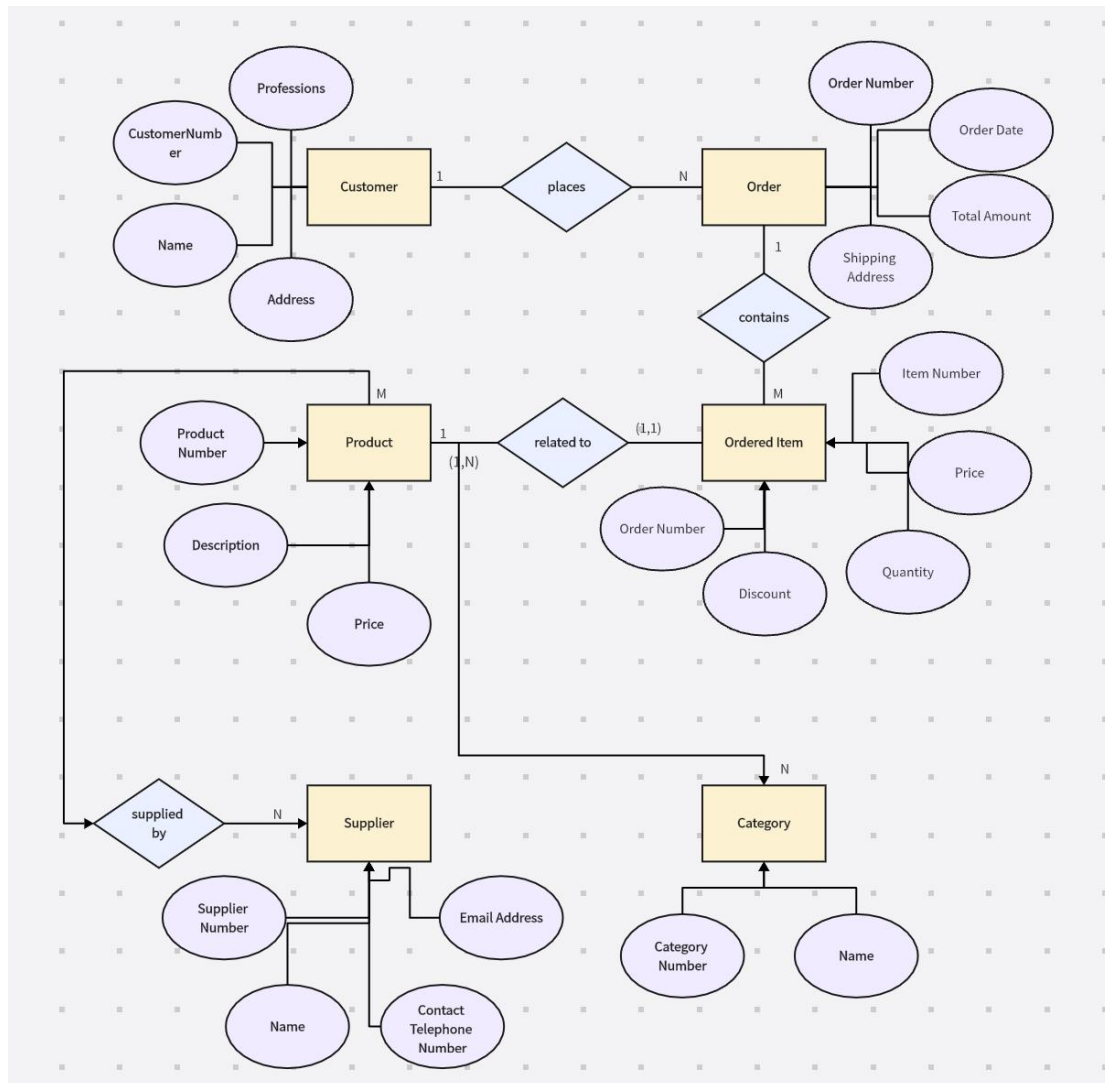 Professions
Order Number
CustomerNumb
er
Order Date
Customer
1
places
N
Order
Total Amount
Name
1
Shipping
Address
Address
contains
Item Number
M
M
Product
Number
Product
1
(1,N)
related to
(1,1)
Ordered Item
Price
Order Number
Description
Discount
Quantity
Price
N
supplied
by
N
Supplier
Category
Supplier
Number
Email Address
Category
Number
Name
Name
Contact
Telephone
Number